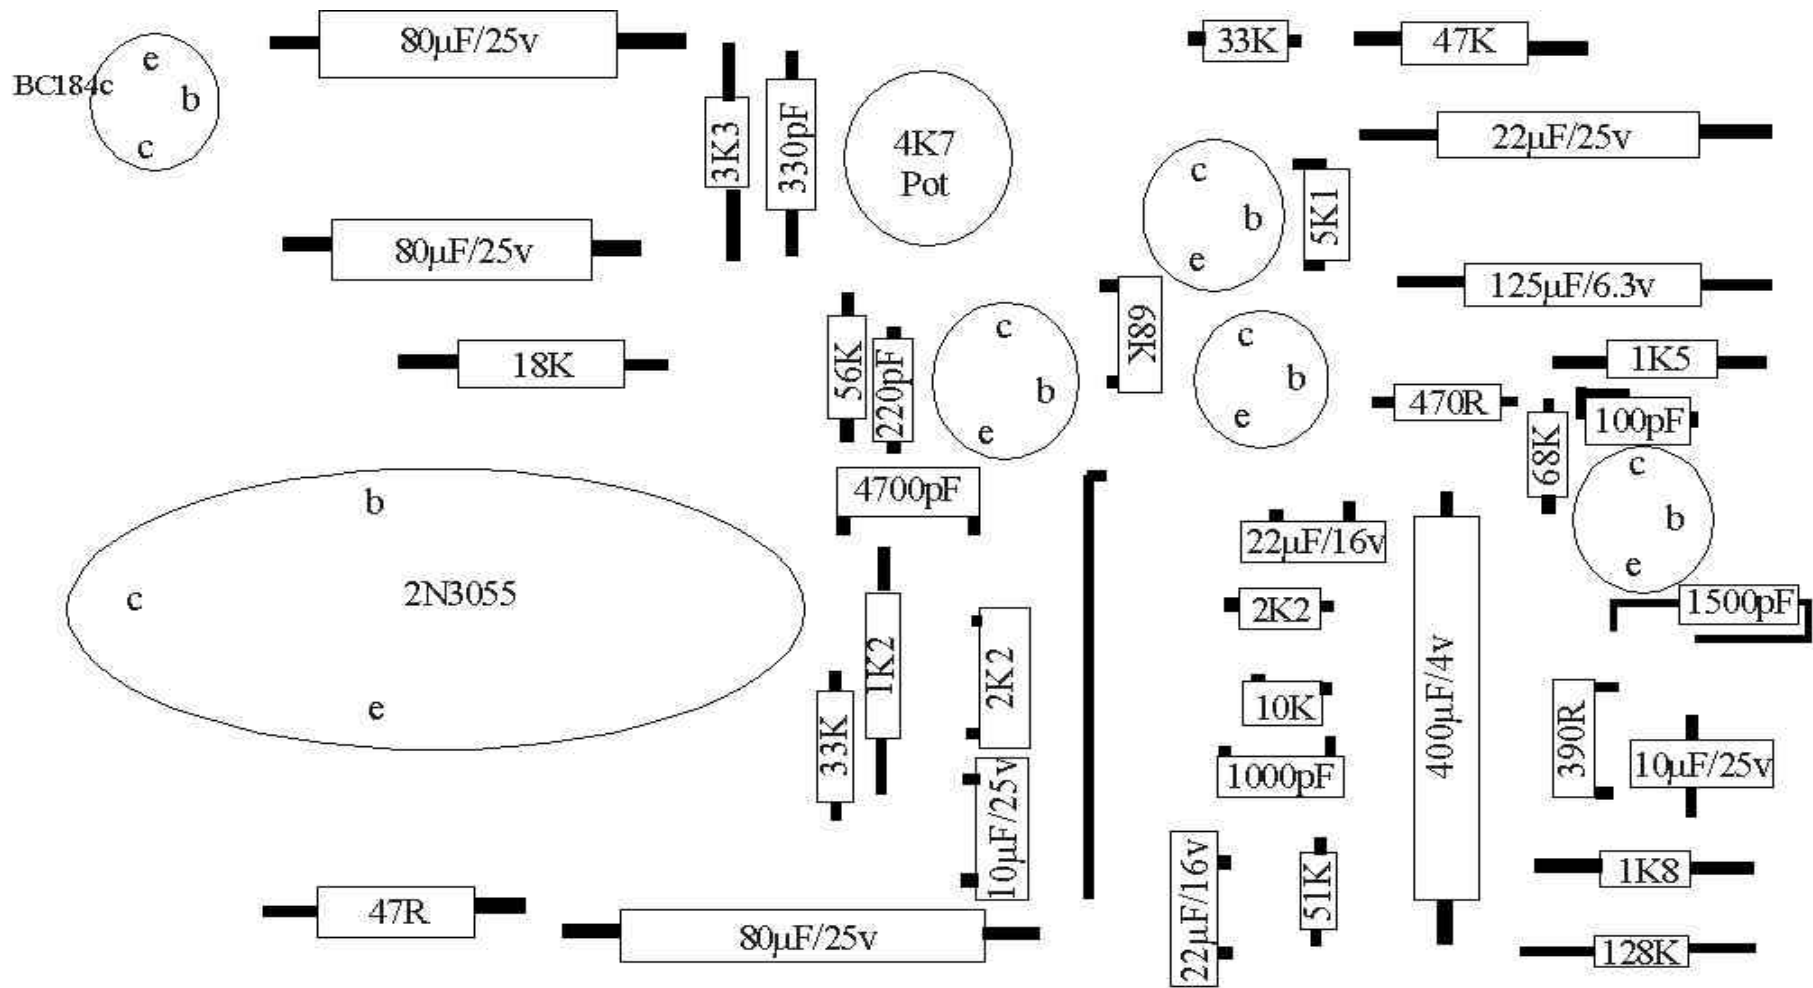 80µF/25v
33K
47K
e
BC184c
b
c
3K3
330pF
4K7
Pot
22µF/25v
c
b
e
5K1
80µF/25v
125µF/6.3v
68K
c
b
e
c
b
e
56K
220pF
18K
1K5
470R
100pF
68K
c
b
e
4700pF
b
c
2N3055
e
22µF/16v
2K2
1500pF
1K2
2K2
33K
10K
400µF/4v
390R
10µF/25v
1000pF
10µF/25v
22µF/16v
51K
1K8
47R
80µF/25v
128K